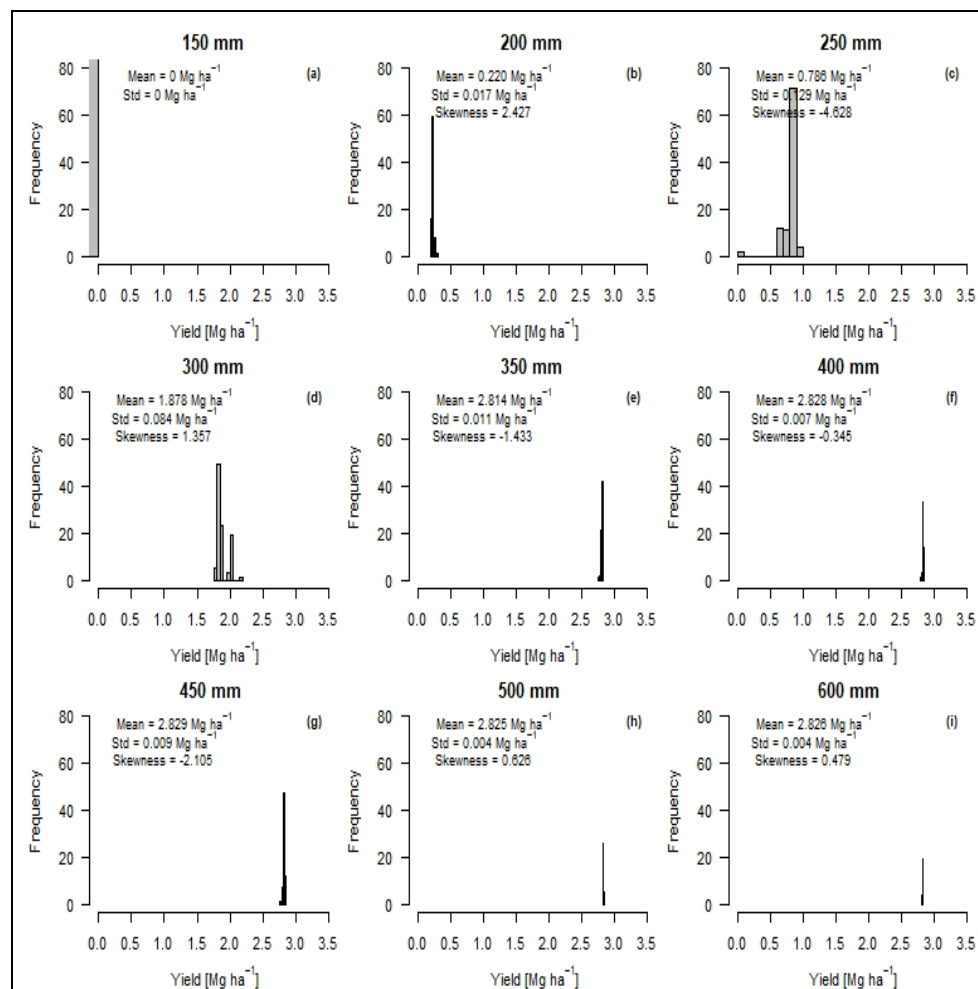 150 mm
(a)
Mean = 0 Mg ha⁻¹
Std = 0 Mg ha⁻¹
Frequency
80
60
40
20
0
0.0 0.5 1.0 1.5 2.0 2.5 3.0 3.5
Yield [Mg ha⁻¹]
200 mm
(b)
Mean = 0.220 Mg ha⁻¹
Std = 0.017 Mg ha⁻¹
Skewness = 2.427
Frequency
80
60
40
20
0
0.0 0.5 1.0 1.5 2.0 2.5 3.0 3.5
Yield [Mg ha⁻¹]
250 mm
(c)
Mean = 0.786 Mg ha⁻¹
Std = 0.129 Mg ha⁻¹
Skewness = -4.628
Frequency
80
60
40
20
0
0.0 0.5 1.0 1.5 2.0 2.5 3.0 3.5
Yield [Mg ha⁻¹]
300 mm
(d)
Mean = 1.878 Mg ha⁻¹
Std = 0.084 Mg ha⁻¹
Skewness = 1.357
Frequency
80
60
40
20
0
0.0 0.5 1.0 1.5 2.0 2.5 3.0 3.5
Yield [Mg ha⁻¹]
350 mm
(e)
Mean = 2.814 Mg ha⁻¹
Std = 0.011 Mg ha⁻¹
Skewness = -1.433
Frequency
80
60
40
20
0
0.0 0.5 1.0 1.5 2.0 2.5 3.0 3.5
Yield [Mg ha⁻¹]
400 mm
(f)
Mean = 2.828 Mg ha⁻¹
Std = 0.007 Mg ha⁻¹
Skewness = -0.345
Frequency
80
60
40
20
0
0.0 0.5 1.0 1.5 2.0 2.5 3.0 3.5
Yield [Mg ha⁻¹]
450 mm
(g)
Mean = 2.829 Mg ha⁻¹
Std = 0.009 Mg ha⁻¹
Skewness = -2.105
Frequency
80
60
40
20
0
0.0 0.5 1.0 1.5 2.0 2.5 3.0 3.5
Yield [Mg ha⁻¹]
500 mm
(h)
Mean = 2.825 Mg ha⁻¹
Std = 0.004 Mg ha⁻¹
Skewness = 0.626
Frequency
80
60
40
20
0
0.0 0.5 1.0 1.5 2.0 2.5 3.0 3.5
Yield [Mg ha⁻¹]
600 mm
(i)
Mean = 2.826 Mg ha⁻¹
Std = 0.004 Mg ha⁻¹
Skewness = 0.479
Frequency
80
60
40
20
0
0.0 0.5 1.0 1.5 2.0 2.5 3.0 3.5
Yield [Mg ha⁻¹]